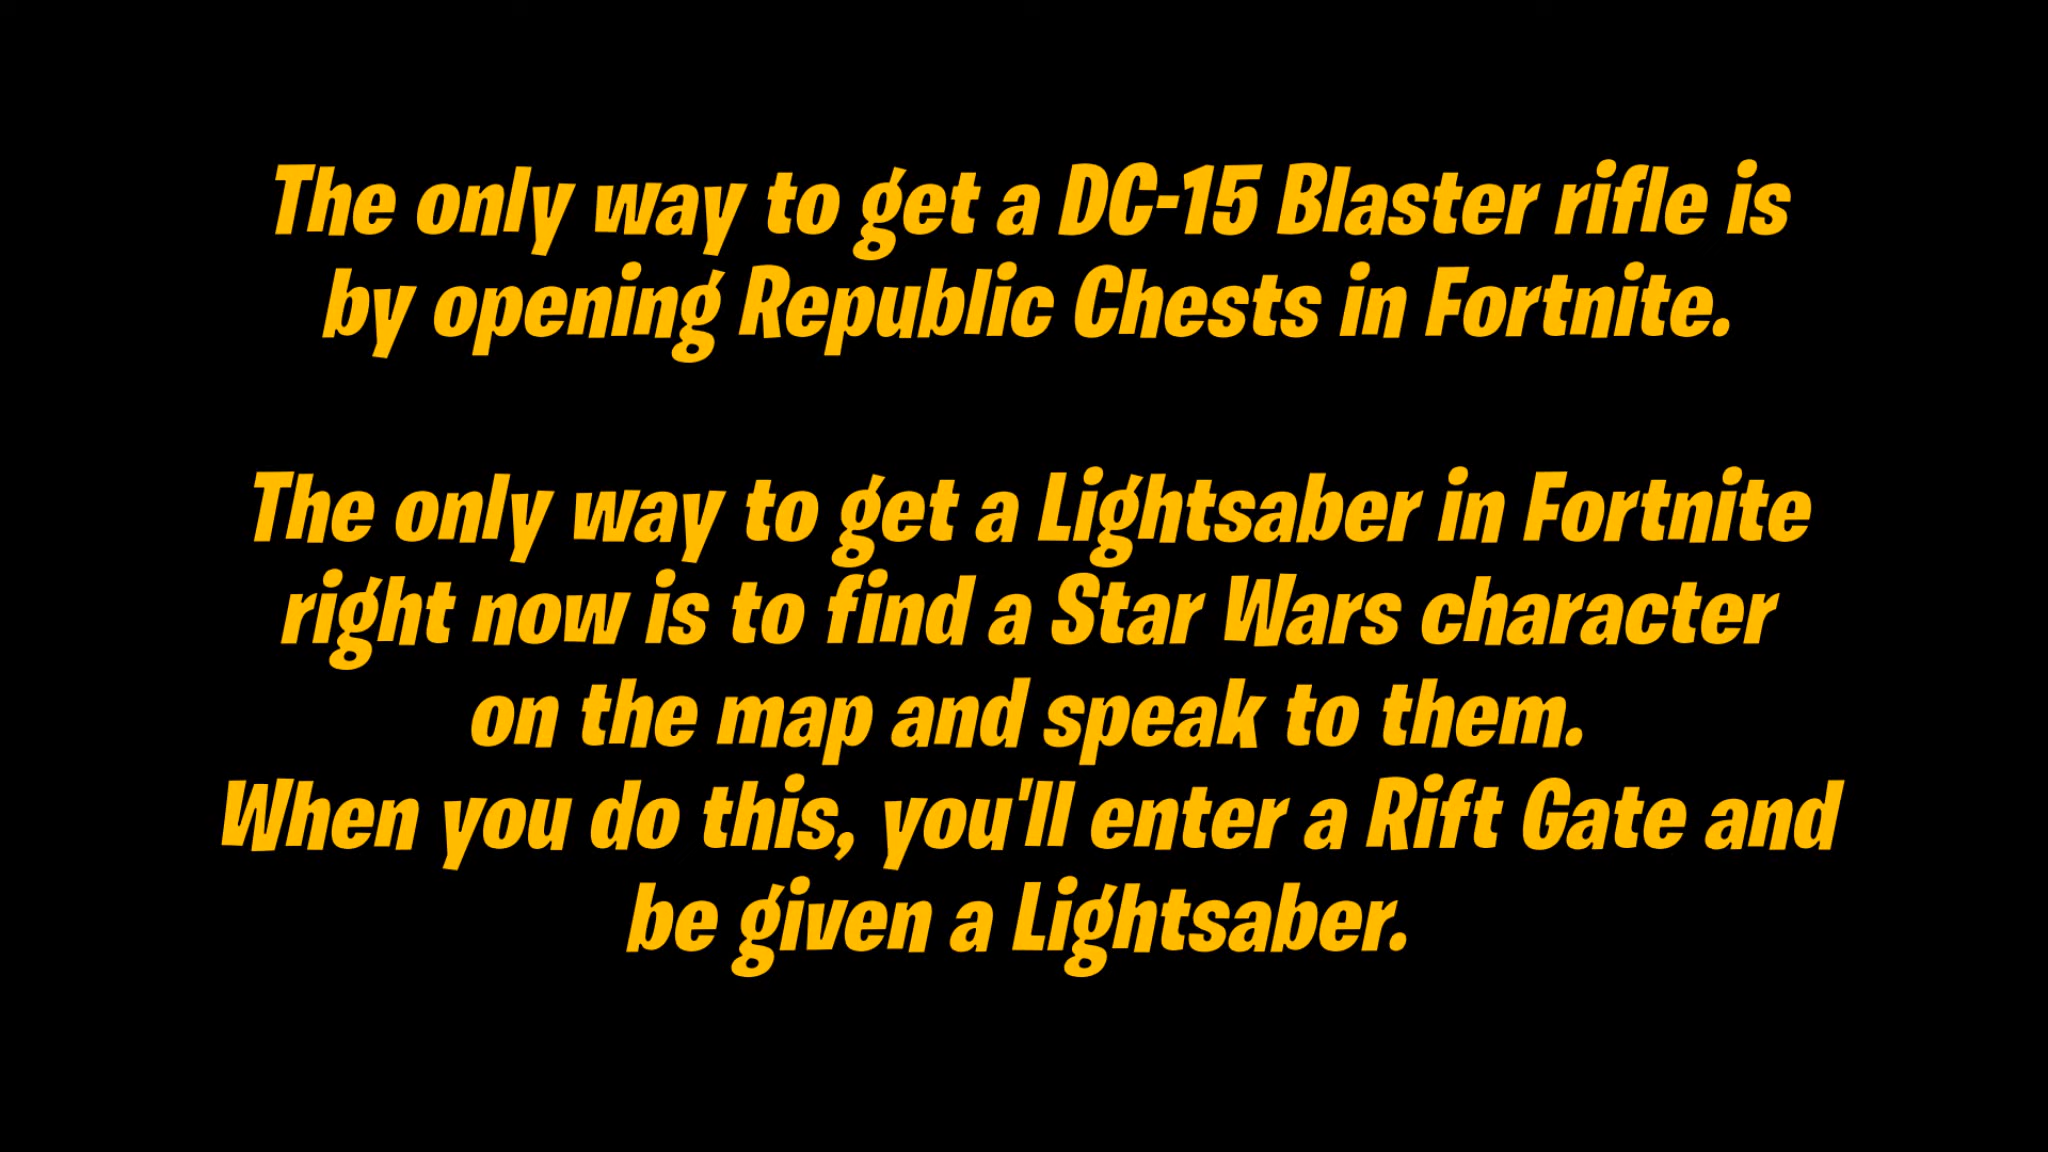 The only way to get a DC-15 Blaster rifle is
by opening Republic Chests in Fortnite.
The only way to get a Lightsaber in Fortnite
right now is to find a Star Wars character
on the map and speak to them.
When you do this, you'll enter a Rift Gate and
be given a Lightsaber.